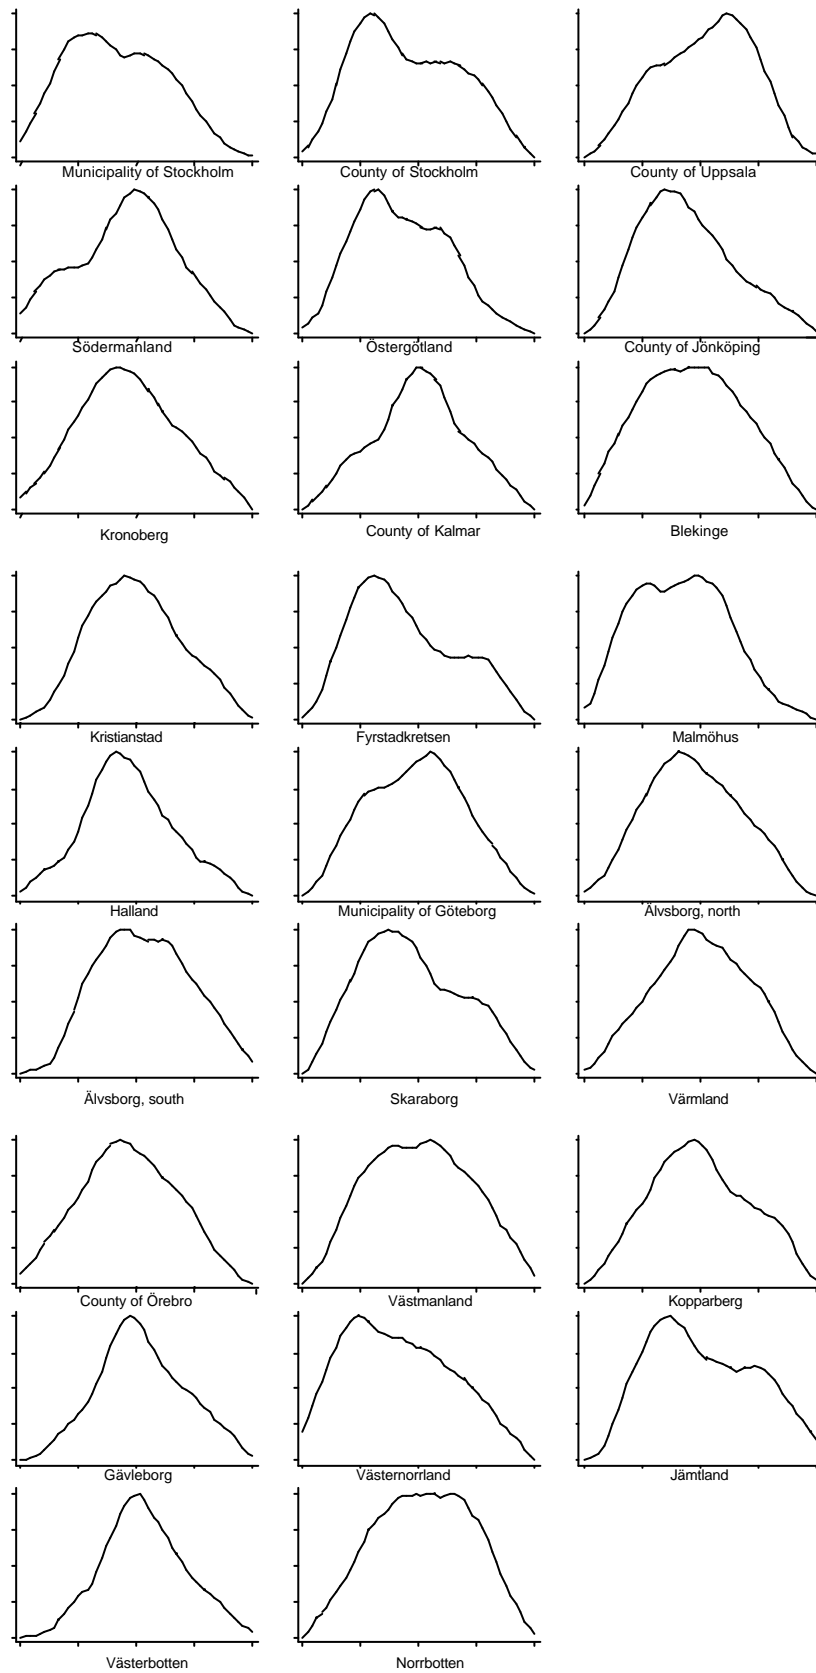 Municipality of Stockholm
County of Stockholm
County of Uppsala
Södermanland
Östergötland
County of Jönköping
Kronoberg
County of Kalmar
Blekinge
Kristianstad
Fyrstadkretsen
Malmöhus
Halland
Municipality of Göteborg
Älvsborg, north
Älvsborg, south
Skaraborg
Värmland
County of Örebro
Västmanland
Kopparberg
Gävleborg
Västernorrland
Jämtland
Västerbotten
Norrbotten